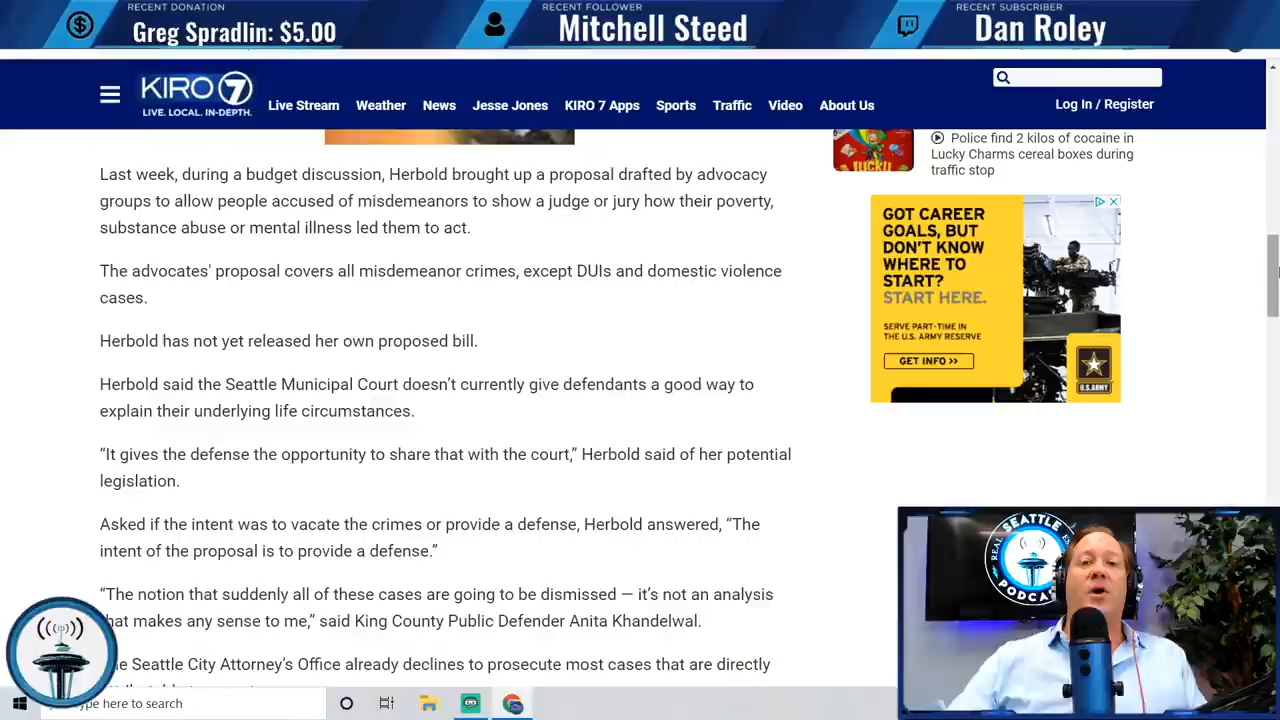 RECENT DONATION
Greg Spradlin: $5.00
RECENT FOLLOWER
Mitchell Steed
RECENT SUBSCRIBER
Dan Roley
KIRO 7
LIVE. LOCAL. IN-DEPTH.
Live Stream Weather News Jesse Jones KIRO 7 Apps Sports Traffic Video About Us
Log In / Register
Last week, during a budget discussion, Herbold brought up a proposal drafted by advocacy
groups to allow people accused of misdemeanors to show a judge or jury how their poverty,
substance abuse or mental illness led them to act.
The advocates' proposal covers all misdemeanor crimes, except DUIs and domestic violence
cases.
Herbold has not yet released her own proposed bill.
Herbold said the Seattle Municipal Court doesn’t currently give defendants a good way to
explain their underlying life circumstances.
“It gives the defense the opportunity to share that with the court,” Herbold said of her potential
legislation.
Asked if the intent was to vacate the crimes or provide a defense, Herbold answered, “The
intent of the proposal is to provide a defense.”
“The notion that suddenly all of these cases are going to be dismissed — it’s not an analysis
that makes any sense to me,” said King County Public Defender Anita Khandelwal.
Seattle City Attorney's Office already declines to prosecute most cases that are directly
Police find 2 kilos of cocaine in
Lucky Charms cereal boxes during
traffic stop
GOT CAREER
GOALS, BUT
DON'T KNOW
WHERE TO
START?
START HERE.
SERVE PART-TIME IN
THE U.S. ARMY RESERVE
GET INFO >>
U.S.ARMY
REAL SEATTLE
PODCAST
type here to search